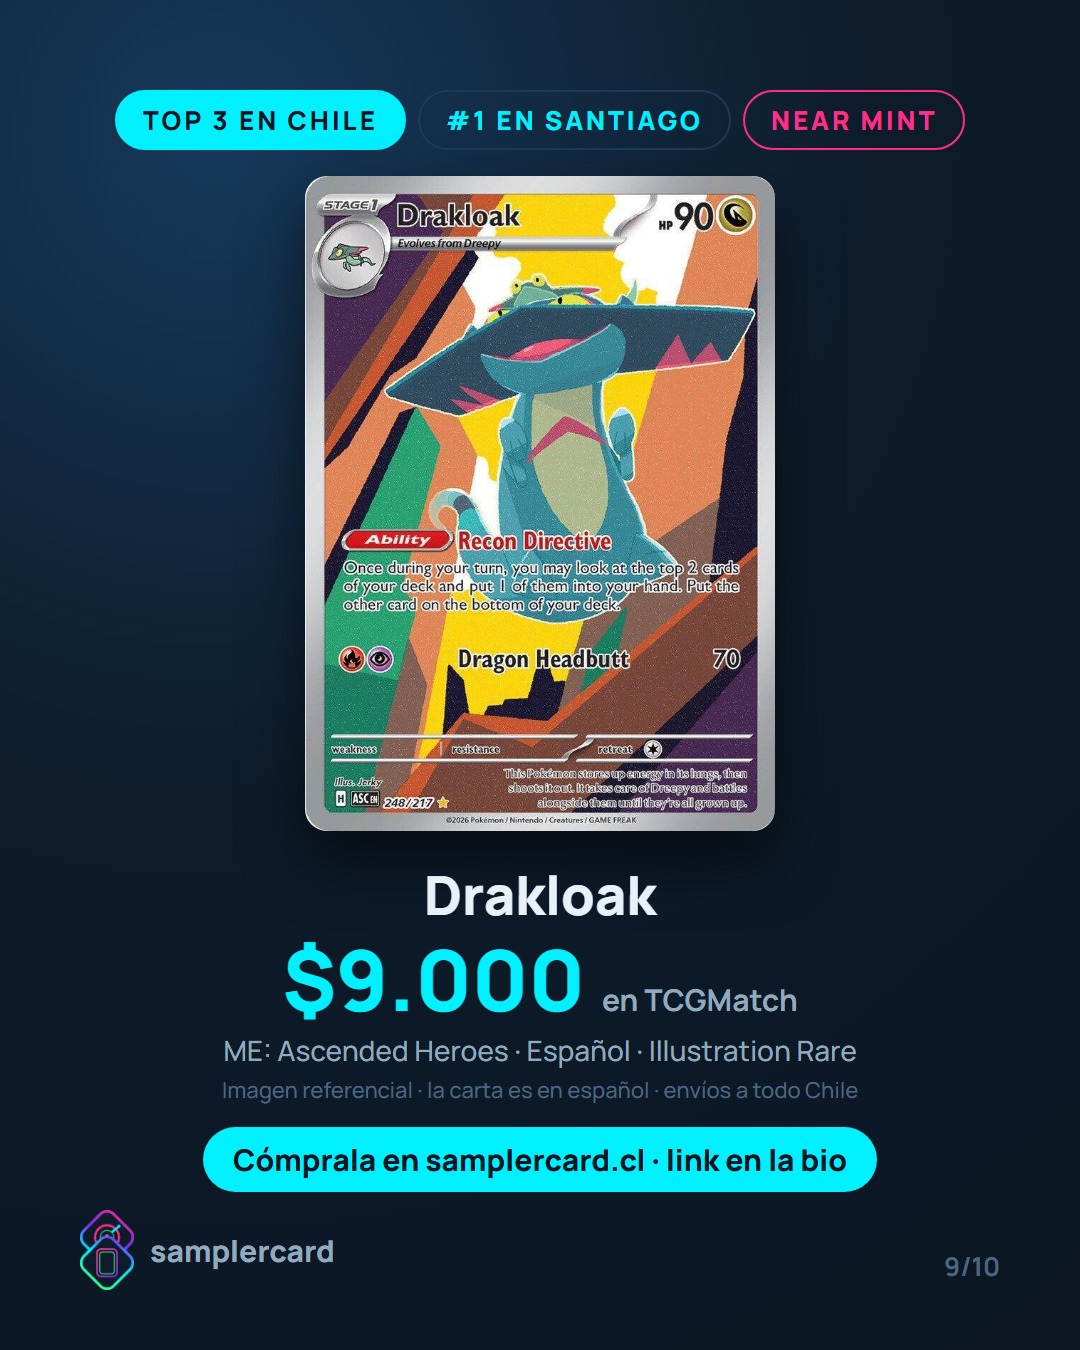 TOP 3 EN CHILE
#1 EN SANTIAGO
NEAR MINT
STAGE 1
Drakloak
HP 90
Evolves from Dreepy
Ability Recon Directive
Once during your turn, you may look at the top 2 cards
of your deck and put 1 of them into your hand. Put the
other card on the bottom of your deck.
Dragon Headbutt 70
weakness resistance retreat
This Pokémon stores up energy in its lungs, then
shoots it out. It takes care of Dreepy and battles
alongside them until they're all grown up.
Illus. Jerky
H ASC EN 248/217
©2026 Pokémon / Nintendo / Creatures / GAME FREAK
Drakloak
$9.000 en TCGMatch
ME: Ascended Heroes · Español · Illustration Rare
Imagen referencial · la carta es en español · envíos a todo Chile
Cómprala en samplercard.cl · link en la bio
samplercard
9/10